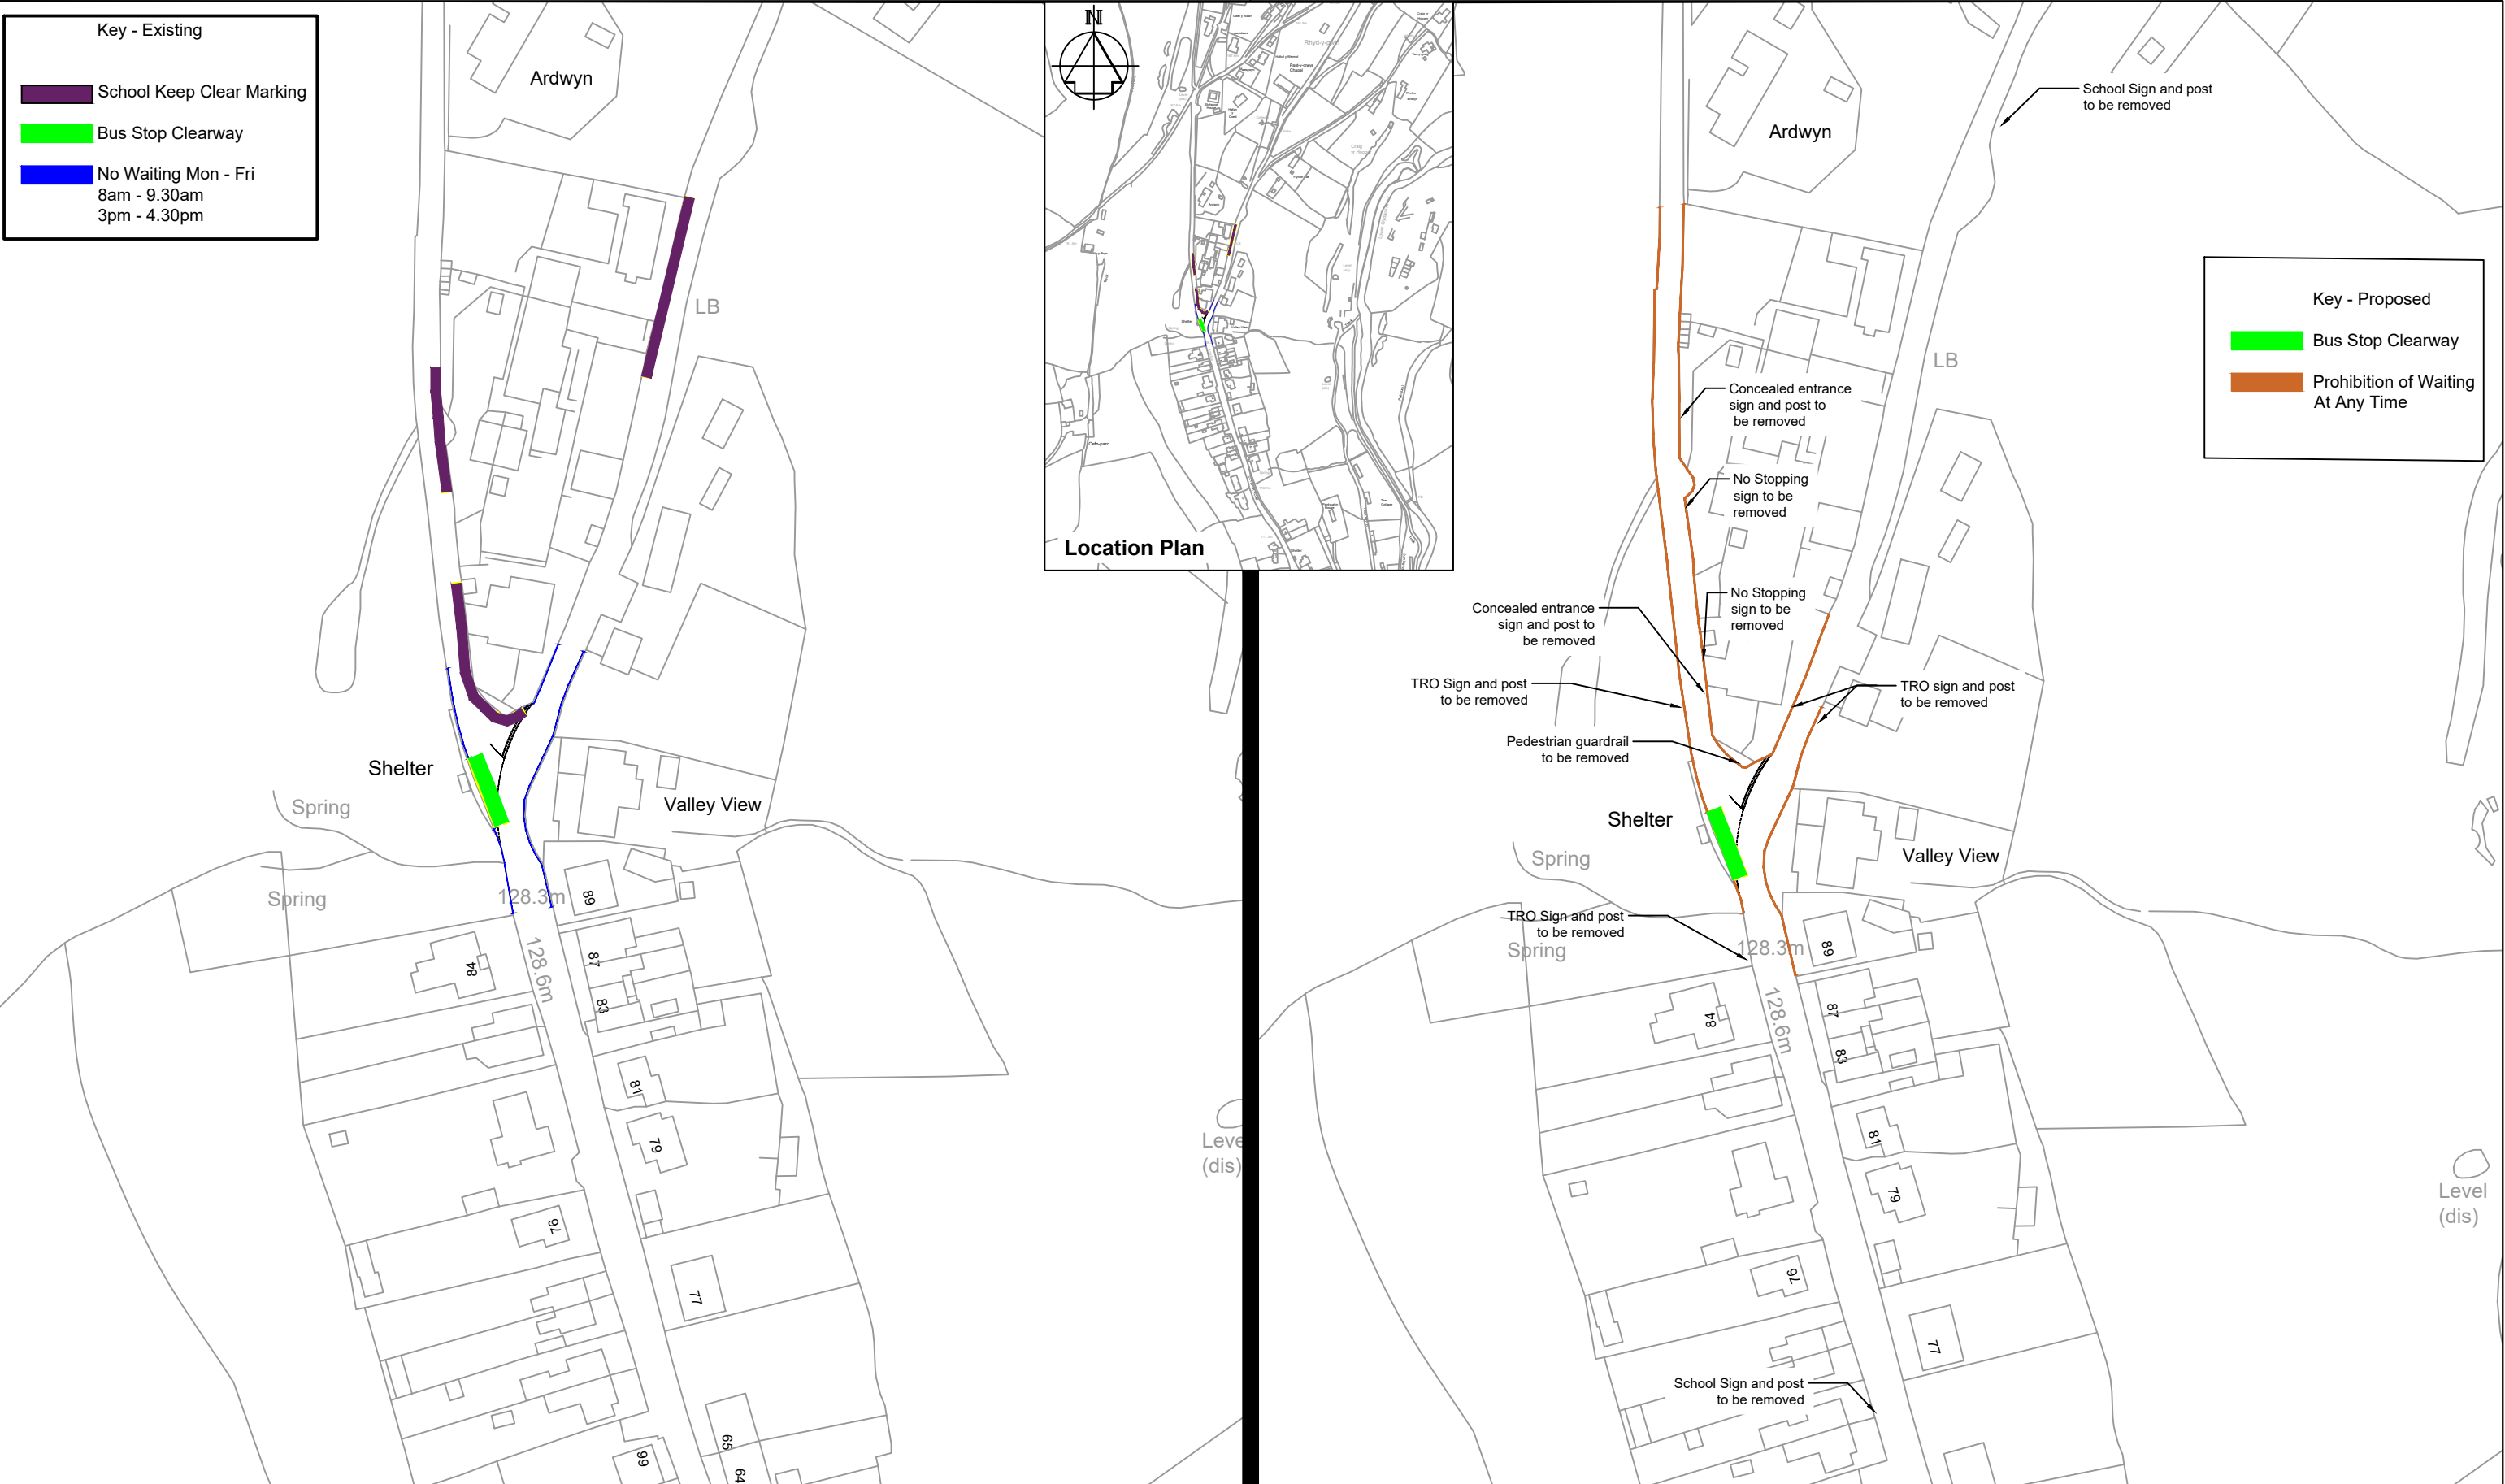 Key - Existing
School Keep Clear Marking
Bus Stop Clearway
No Waiting Mon - Fri
8am - 9.30am
3pm - 4.30pm
Ardwyn
LB
Shelter
Spring
Spring
Valley View
128.3m
128.6m
89
87
84
83
81
79
76
77
65
64
66
Level
(dis)
N
Location Plan
Ardwyn
School Sign and post
to be removed
Key - Proposed
Bus Stop Clearway
Prohibition of Waiting
At Any Time
LB
Concealed entrance
sign and post to
be removed
No Stopping
sign to be
removed
No Stopping
sign to be
removed
Concealed entrance
sign and post to
be removed
TRO Sign and post
to be removed
TRO sign and post
to be removed
Pedestrian guardrail
to be removed
Shelter
Spring
Valley View
TRO Sign and post
to be removed
Spring
128.3m
128.6m
89
87
84
83
81
79
76
77
Level
(dis)
School Sign and post
to be removed